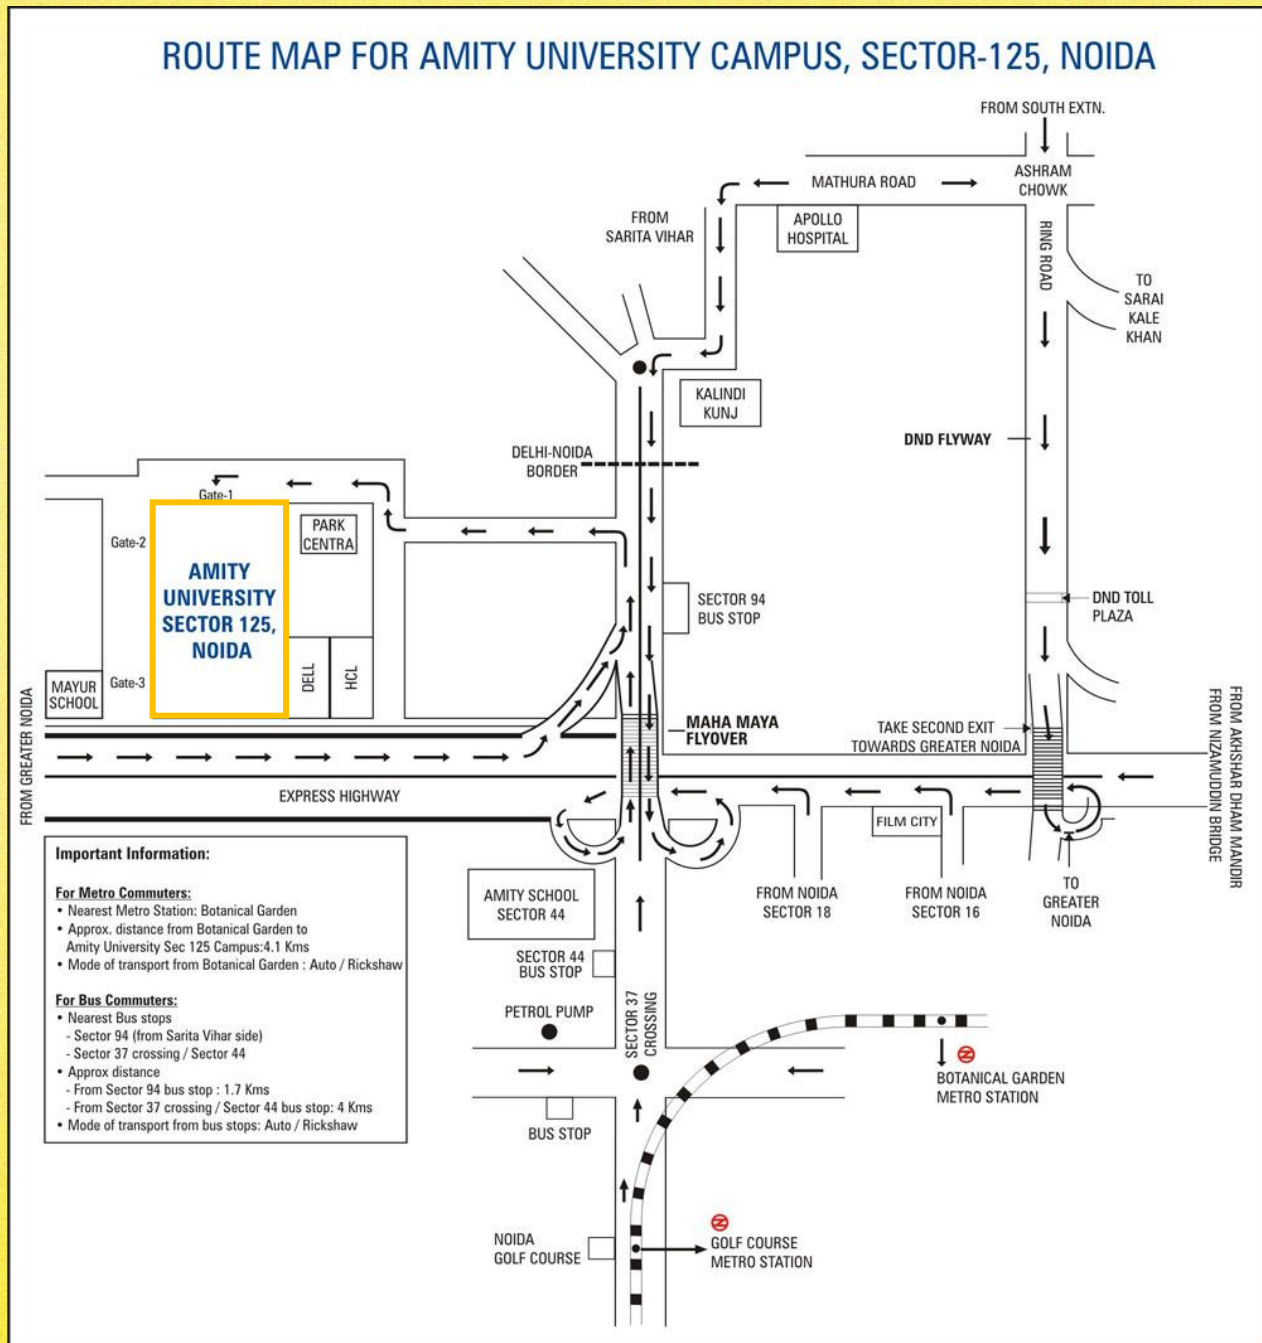 ROUTE MAP FOR AMITY UNIVERSITY CAMPUS, SECTOR-125, NOIDA
FROM SOUTH EXTN.
MATHURA ROAD
ASHRAM
CHOWK
FROM
SARITA VIHAR
APOLLO
HOSPITAL
RING ROAD
TO
SARAI
KALE
KHAN
KALINDI
KUNJ
DND FLYWAY
DELHI-NOIDA
BORDER
Gate-1
Gate-2
PARK
CENTRA
AMITY
UNIVERSITY
SECTOR 125,
NOIDA
SECTOR 94
BUS STOP
DND TOLL
PLAZA
MAYUR
SCHOOL
Gate-3
DELL
HCL
MAHA MAYA
FLYOVER
TAKE SECOND EXIT
TOWARDS GREATER NOIDA
FROM GREATER NOIDA
FROM AKHSHAR DHAM MANDIR
FROM NIZAMUDDIN BRIDGE
EXPRESS HIGHWAY
FILM CITY
FROM NOIDA
SECTOR 18
FROM NOIDA
SECTOR 16
TO
GREATER
NOIDA
Important Information:
For Metro Commuters:
• Nearest Metro Station: Botanical Garden
• Approx. distance from Botanical Garden to
Amity University Sec 125 Campus:4.1 Kms
• Mode of transport from Botanical Garden : Auto / Rickshaw
For Bus Commuters:
• Nearest Bus stops
- Sector 94 (from Sarita Vihar side)
- Sector 37 crossing / Sector 44
• Approx distance
- From Sector 94 bus stop : 1.7 Kms
- From Sector 37 crossing / Sector 44 bus stop: 4 Kms
• Mode of transport from bus stops: Auto / Rickshaw
AMITY SCHOOL
SECTOR 44
SECTOR 44
BUS STOP
PETROL PUMP
SECTOR 37
CROSSING
BUS STOP
BOTANICAL GARDEN
METRO STATION
NOIDA
GOLF COURSE
GOLF COURSE
METRO STATION